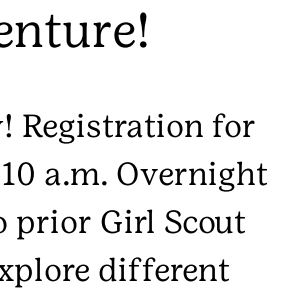 enture!
! Registration for
10 a.m. Overnight
prior Girl Scout
xplore different